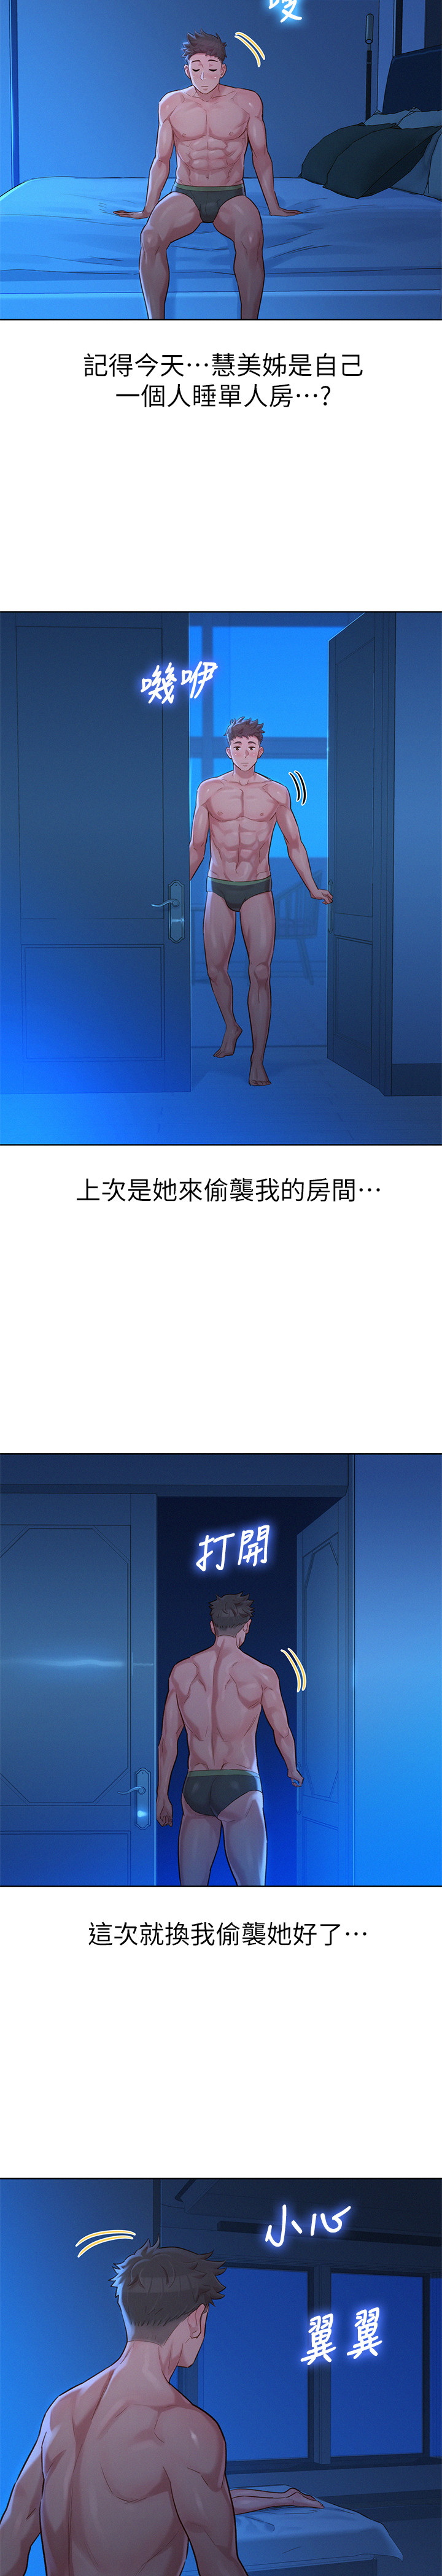 記得今天⋯慧美姊是自己
一個人睡單人房⋯?
嘰咿
上次是她來偷襲我的房間⋯
打開
這次就換我偷襲她好了⋯
小心
翼翼